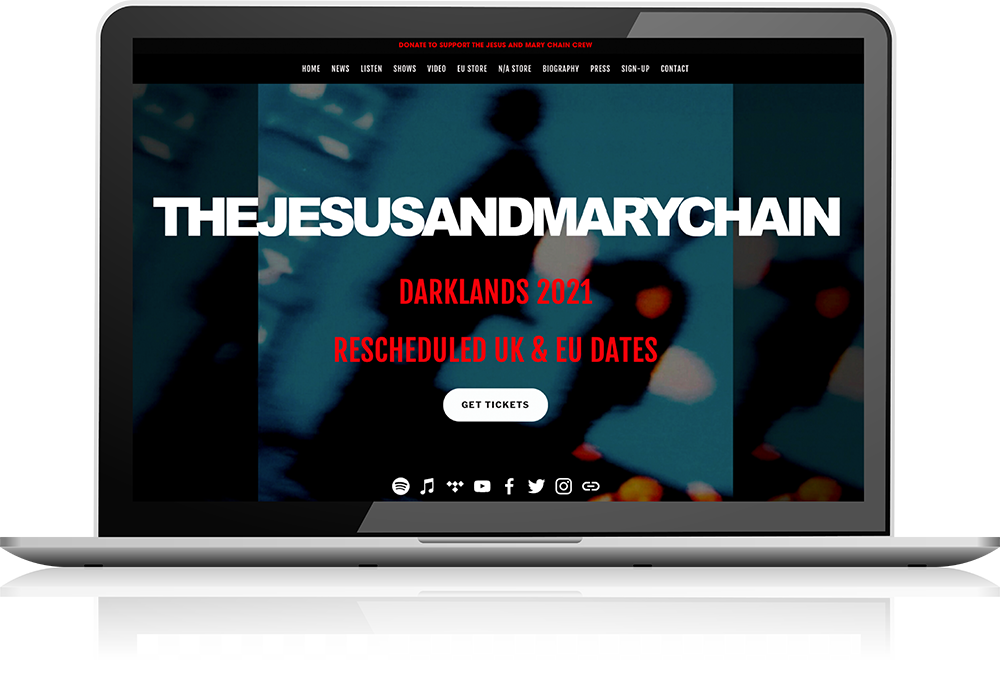 DONATE TO SUPPORT THE JESUS AND MARY CHAIN CREW
HOME NEWS LISTEN SHOWS VIDEO EU STORE N/A STORE BIOGRAPHY PRESS SIGN-UP CONTACT
THEJESUSANDMARYCHAIN
DARKLANDS 2021
RESCHEDULED UK & EU DATES
GET TICKETS